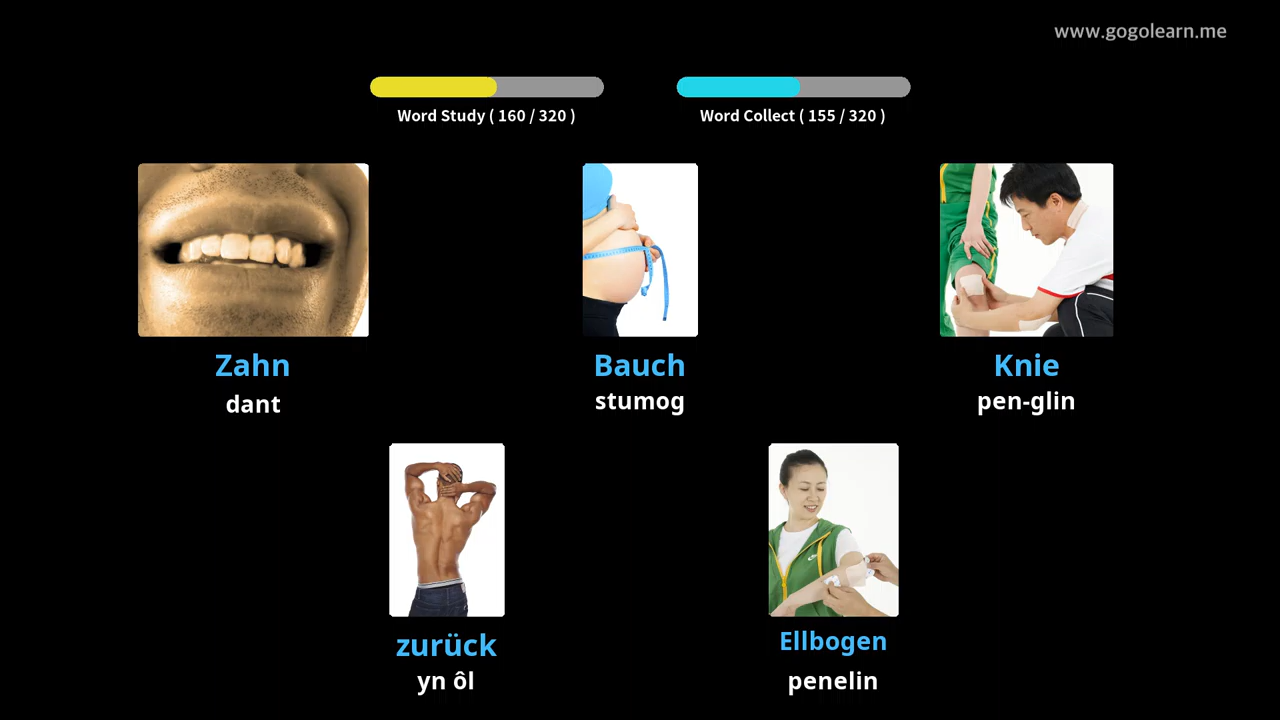 www.gogolearn.me
Word Study ( 160 / 320 )
Word Collect ( 155 / 320 )
Zahn
dant
Bauch
stumog
Knie
pen-glin
zurück
yn ôl
Ellbogen
penelin